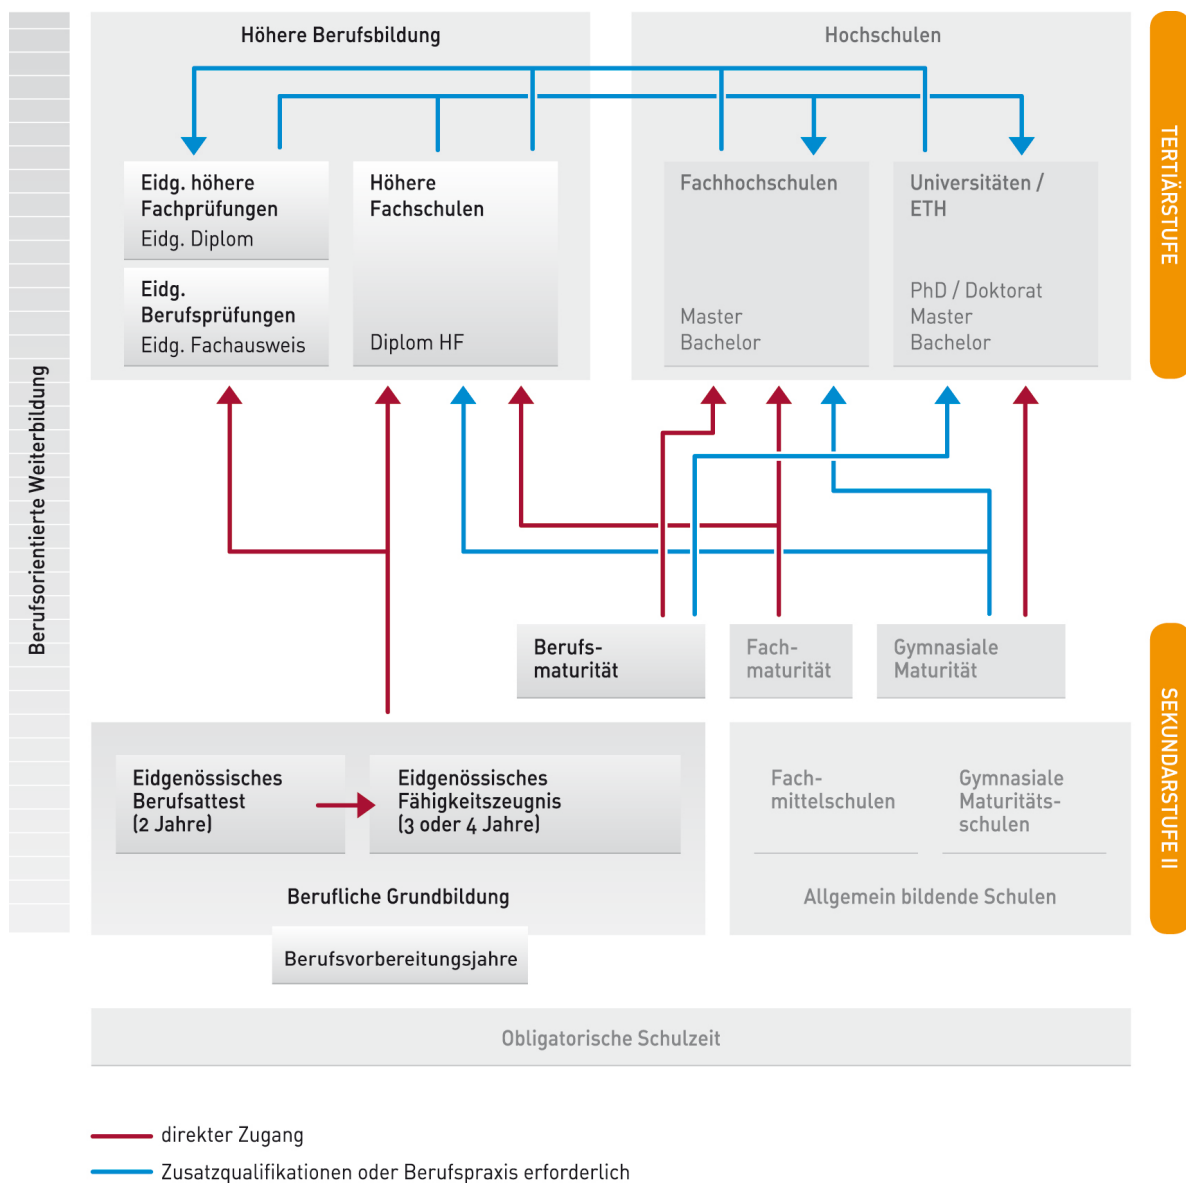 Höhere Berufsbildung
Hochschulen
Eidg. höhere
Fachprüfungen
Eidg. Diplom
Eidg.
Berufsprüfungen
Eidg. Fachausweis
Höhere
Fachschulen
Diplom HF
Fachhochschulen
Master
Bachelor
Universitäten /
ETH
PhD / Doktorat
Master
Bachelor
TERTIÄRSTUFE
Berufsorientierte Weiterbildung
Berufs-
maturität
Fach-
maturität
Gymnasiale
Maturität
Eidgenössisches
Berufsattest
(2 Jahre)
Eidgenössisches
Fähigkeitszeugnis
(3 oder 4 Jahre)
Berufliche Grundbildung
Fach-
mittelschulen
Gymnasiale
Maturitäts-
schulen
Allgemein bildende Schulen
SEKUNDARSTUFE II
Berufsvorbereitungsjahre
Obligatorische Schulzeit
direkter Zugang
Zusatzqualifikationen oder Berufspraxis erforderlich